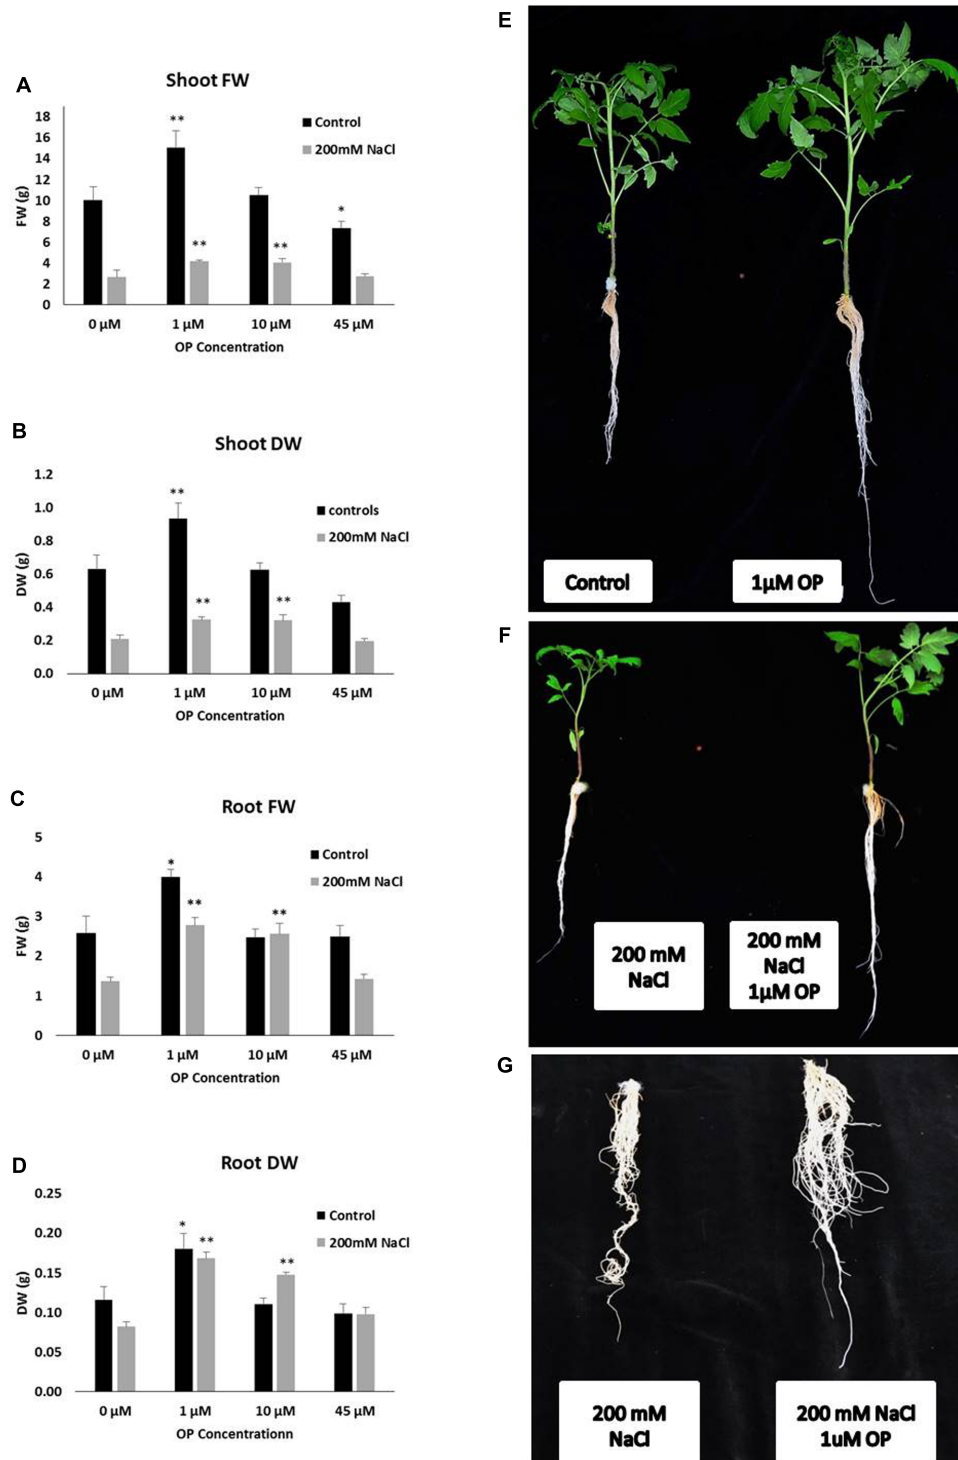 A
Shoot FW
FW (g)
18
16
14
12
10
8
6
4
2
0
**
**
**
*
Control
200mM NaCl
0 µM
1 µM
10 µM
45 µM
OP Concentration
B
Shoot DW
DW (g)
1.2
1.0
0.8
0.6
0.4
0.2
0.0
**
**
**
controls
200mM NaCl
0 µM
1 µM
10 µM
45 µM
OP Concentration
C
Root FW
FW (g)
5
4
3
2
1
0
*
**
**
Control
200mM NaCl
0 µM
1 µM
10 µM
45 µM
OP Concentration
D
Root DW
DW (g)
0.25
0.20
0.15
0.10
0.05
0.00
*
**
**
Control
200mM NaCl
0 µM
1 µM
10 µM
45 µM
OP Concentrationn
E
Control
1µM OP
F
200 mM
NaCl
200 mM
NaCl
1µM OP
G
200 mM
NaCl
200 mM NaCl
1uM OP